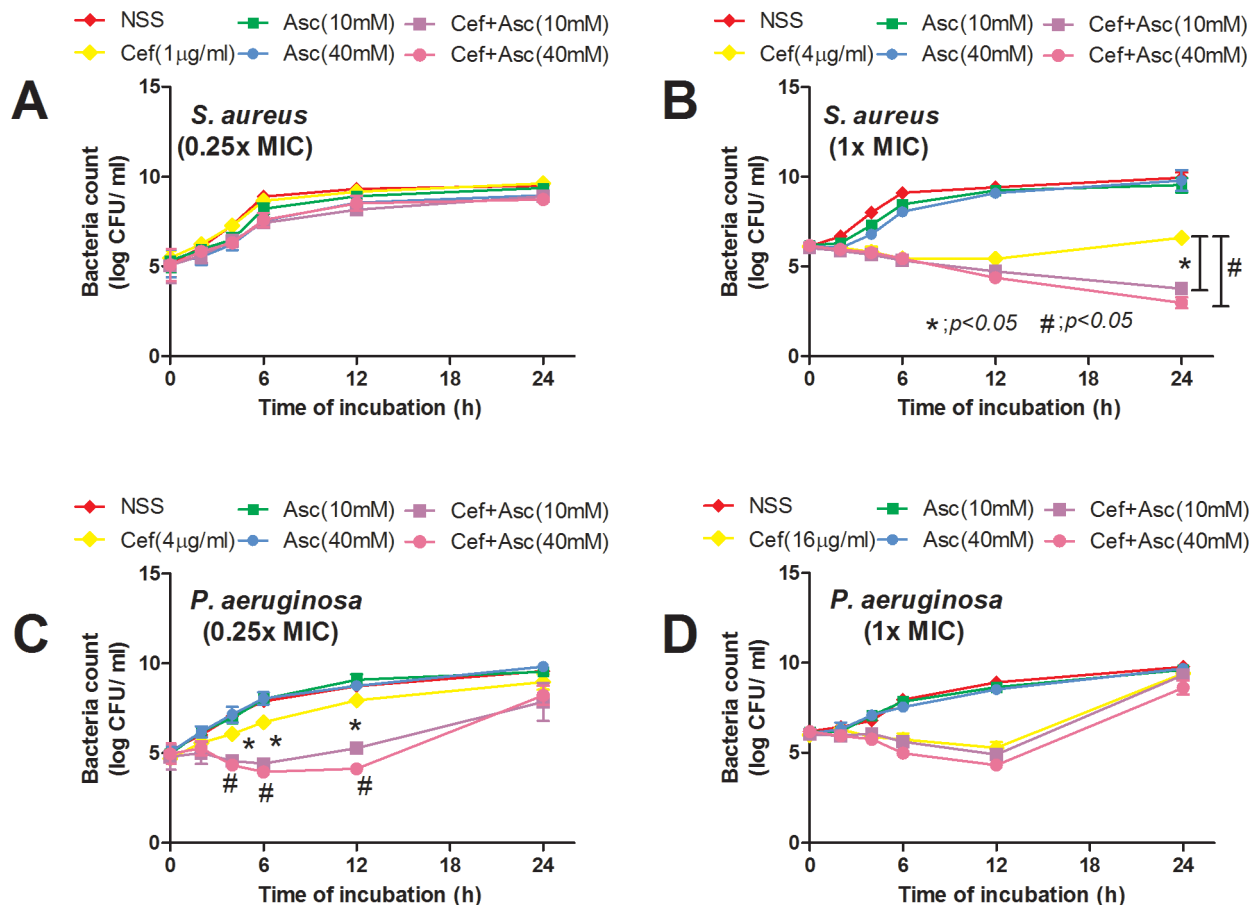 A
NSS
Asc(10mM)
Cef+Asc(10mM)
Cef(1μg/ml)
Asc(40mM)
Cef+Asc(40mM)
S. aureus
(0.25x MIC)
Bacteria count
(log CFU/ ml)
15
10
5
0
0 6 12 18 24
Time of incubation (h)
B
NSS
Asc(10mM)
Cef+Asc(10mM)
Cef(4μg/ml)
Asc(40mM)
Cef+Asc(40mM)
S. aureus
(1x MIC)
Bacteria count
(log CFU/ ml)
15
10
5
0
* #
*;p<0.05 #;p<0.05
0 6 12 18 24
Time of incubation (h)
C
NSS
Asc(10mM)
Cef+Asc(10mM)
Cef(4μg/ml)
Asc(40mM)
Cef+Asc(40mM)
P. aeruginosa
(0.25x MIC)
Bacteria count
(log CFU/ ml)
15
10
5
0
* * *
# # #
0 6 12 18 24
Time of incubation (h)
D
NSS
Asc(10mM)
Cef+Asc(10mM)
Cef(16μg/ml)
Asc(40mM)
Cef+Asc(40mM)
P. aeruginosa
(1x MIC)
Bacteria count
(log CFU/ ml)
15
10
5
0
0 6 12 18 24
Time of incubation (h)